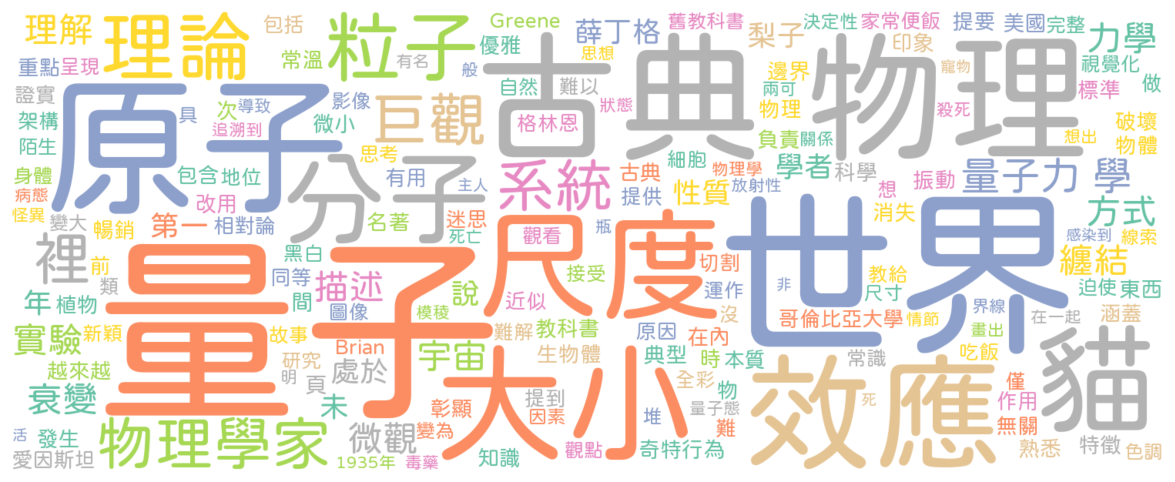 理解
理論
包括
粒子
Greene
優雅
薛丁格
舊教科書
梨子
決定性
家常便飯
印象
提要
美國
完整
力學
重點
呈現
常溫
有名
思想
古典
物理
邊界
視覺化
做
證實
原子
次
導致
影像
般
自然
難以
兩可
寵物
標準
架構
具
追溯到
微小
巨觀
狀態
格林恩
物理
殺死
想出
破壞
物體
陌生
思考
負責
關係
身體
包含
地位
分子
有用
主人
系統
細胞
古典
物理學
學者
科學
量子力
學
病態
改用
提供
性質
放射性
想
振動
怪異
變大
暢銷
第一
相對論
名著
迷思
死亡
尺度
瓶
世界
消失
方式
感染到
線索
裡
前
黑白
觀看
切割
纏結
類
年
植物
同等
間
描述
說
量子
近似
接受
運作
非
教給
尺寸
界線
迫使
東西
圖像
模稜
哥倫比亞大學
情節
畫出
在一起
涵蓋
實驗
新穎
故事
宇宙
難解
教科書
原因
沒
在內
貓
越來越
研究
Brian
生物體
典型
時
本質
常識
吃飯
衰變
明
頁
處於
大小
全彩
物
效應
僅
未
彰顯
提到
因素
堆
量子態
難
死
作用
無關
活
發生
物理學家
微觀
變為
特徵
愛因斯坦
1935年
毒藥
知識
觀點
奇特行為
熟悉
色調